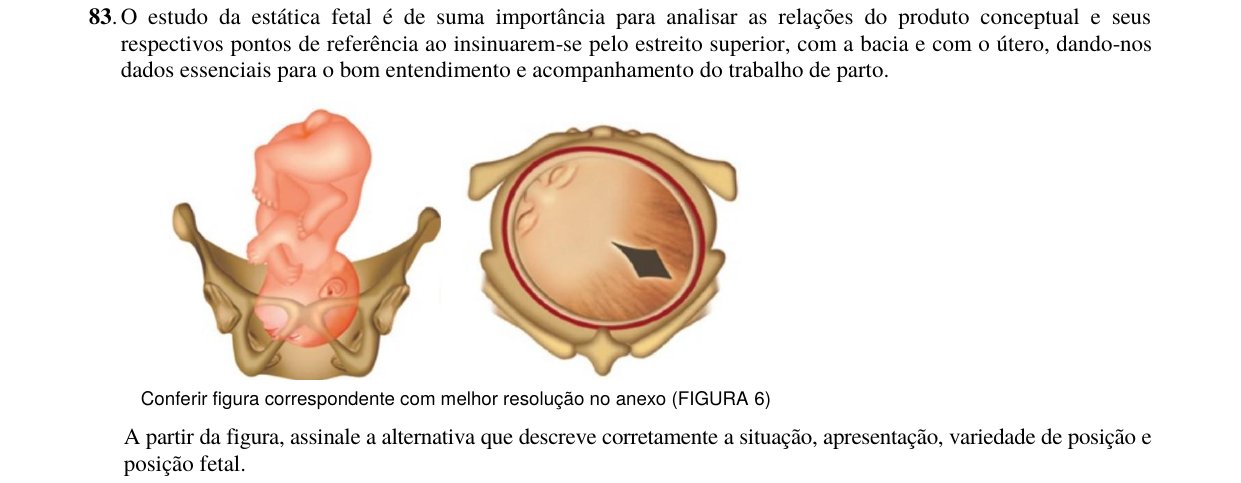 83. O estudo da estática fetal é de suma importância para analisar as relações do produto conceptual e seus
respectivos pontos de referência ao insinuarem-se pelo estreito superior, com a bacia e com o útero, dando-nos
dados essenciais para o bom entendimento e acompanhamento do trabalho de parto.
Conferir figura correspondente com melhor resolução no anexo (FIGURA 6)
A partir da figura, assinale a alternativa que descreve corretamente a situação, apresentação, variedade de posição e
posição fetal.